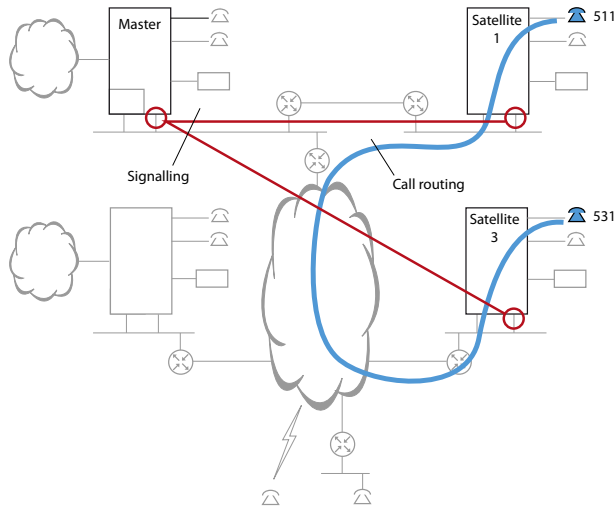 Master
Satellite
1
511
Signalling
Call routing
Satellite
3
531